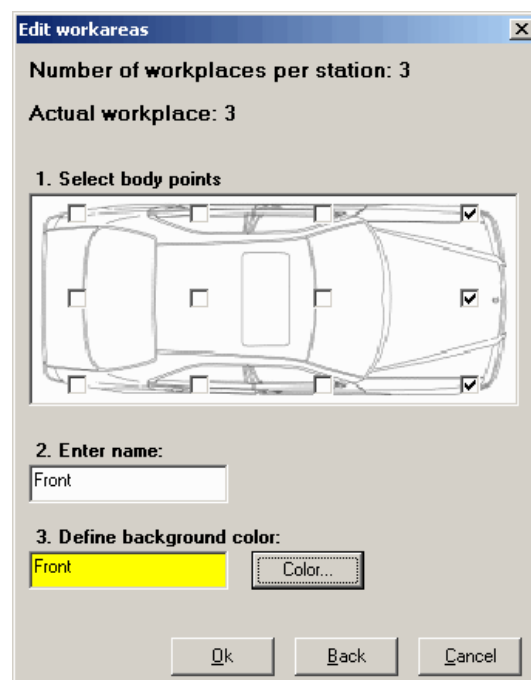 Edit workareas
Number of workplaces per station: 3
Actual workplace: 3
1. Select body points
2. Enter name:
Front
3. Define background color:
Front
Color...
Ok
Back
Cancel